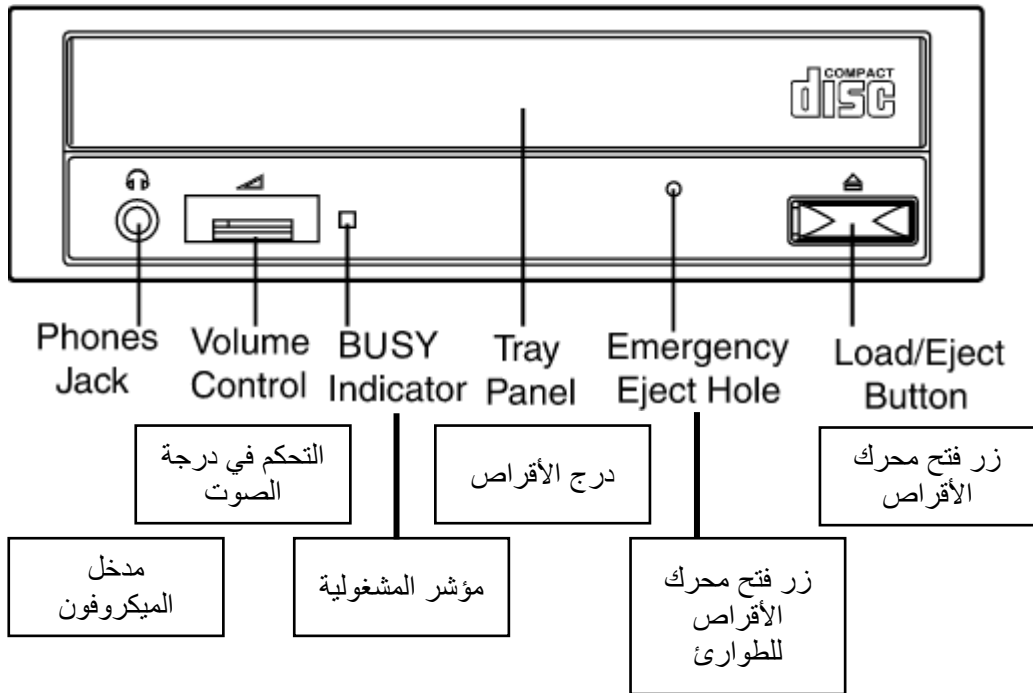 COMPACT
disc
Phones
Jack
Volume
Control
BUSY
Indicator
Tray
Panel
Emergency
Eject Hole
Load/Eject
Button
التحكم في درجة
الصوت
درج الأقراص
زر فتح محرك
الأقراص
مدخل
الميكروفون
مؤشر المشغولية
زر فتح محرك
الأقراص
للطوارئ